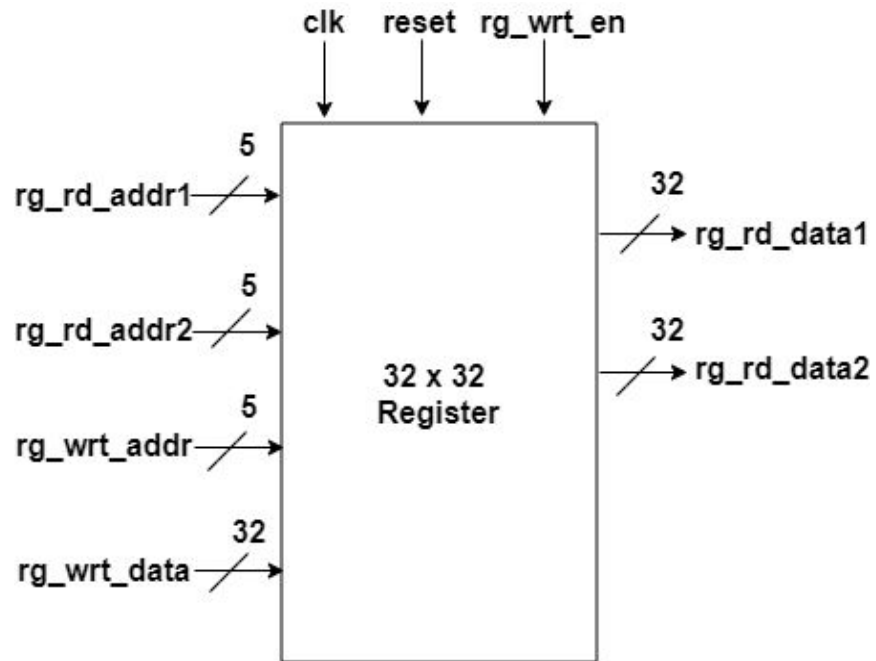 clk reset rg_wrt_en
5
rg_rd_addr1
32
rg_rd_data1
5
rg_rd_addr2
32
rg_rd_data2
32 x 32
Register
5
rg_wrt_addr
32
rg_wrt_data